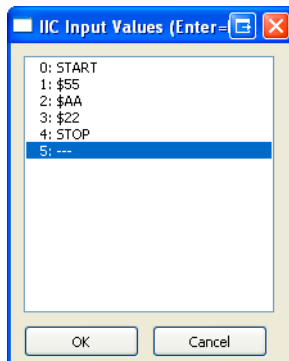 IIC Input Values (Enter=
0: START
1: $55
2: $AA
3: $22
4: STOP
5: ---
OK
Cancel